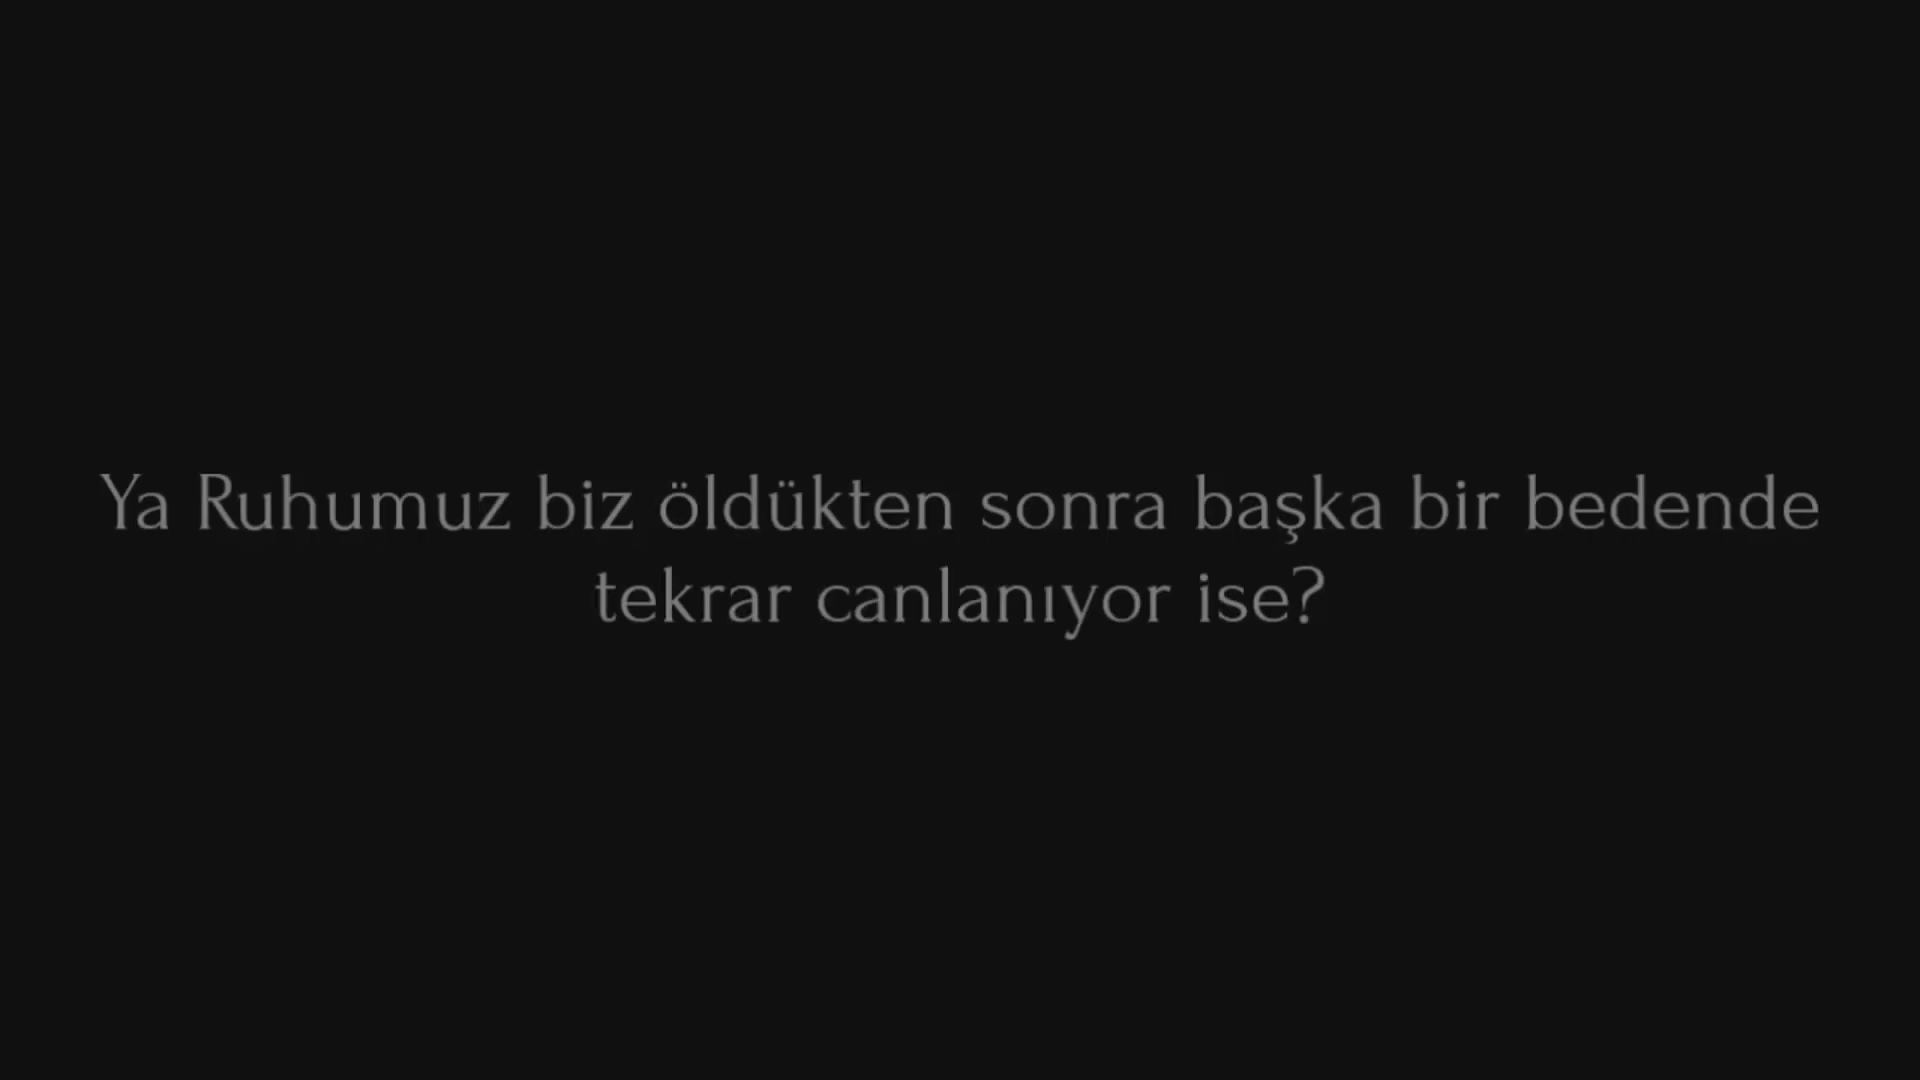 Ya Ruhumuz biz öldükten sonra başka bir bedende
tekrar canlanıyor ise?